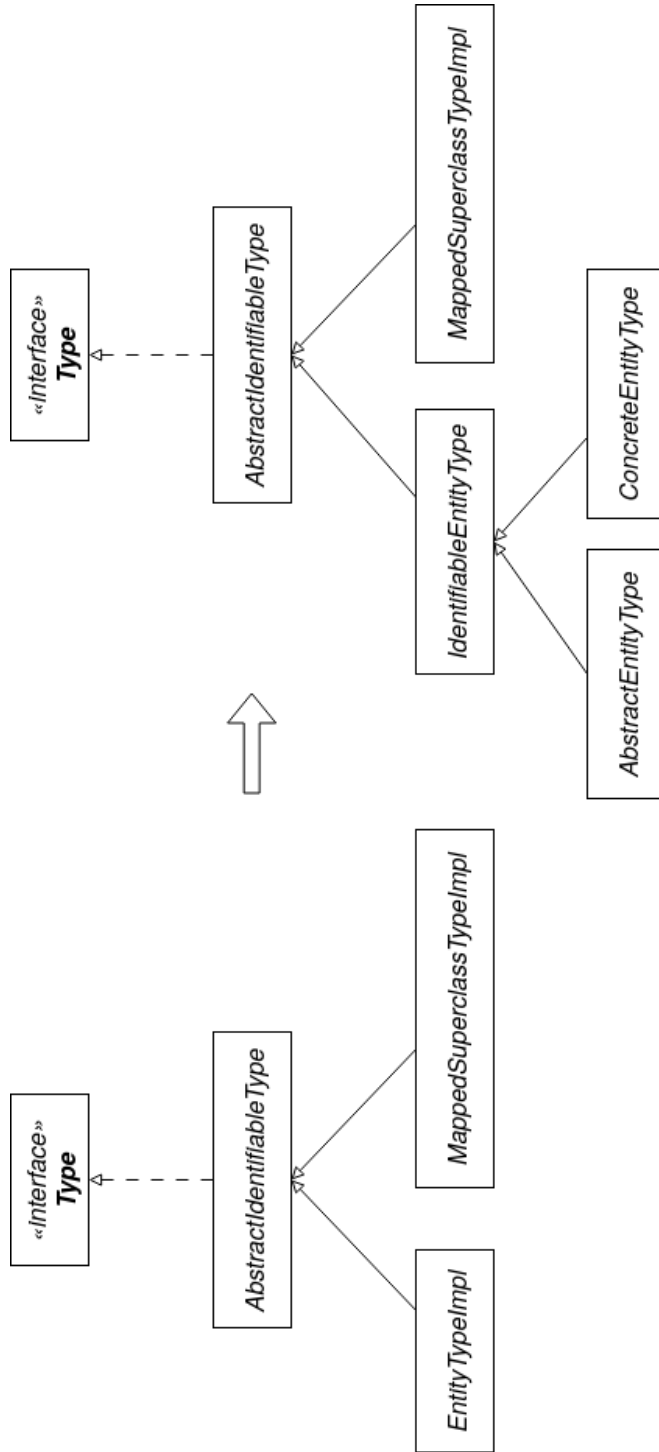 «Interface»
Type
AbstractIdentifiableType
EntityTypeImpl
MappedSuperclassTypeImpl
«Interface»
Type
AbstractIdentifiableType
IdentifiableEntityType
MappedSuperclassTypeImpl
AbstractEntityType
ConcreteEntityType